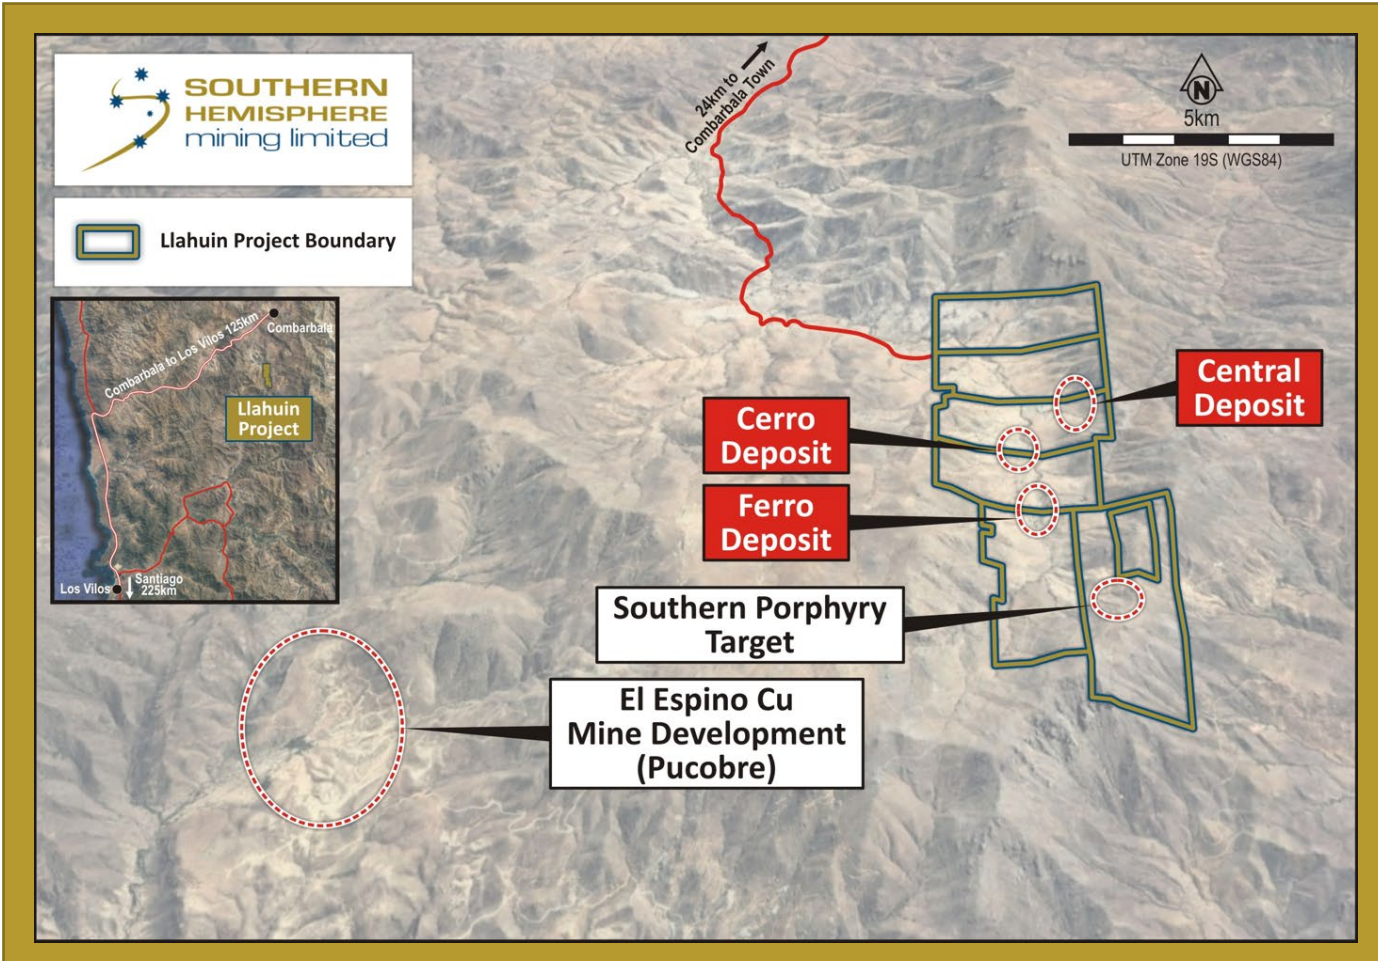 SOUTHERN
HEMISPHERE
mining limited
Llahuin Project Boundary
24km to
Combarbala Town
N
5km
UTM Zone 19S (WGS84)
Combarbala to Los Vilos 125km
Combarbala
Llahuin
Project
Los Vilos
Santiago
225km
Central
Deposit
Cerro
Deposit
Ferro
Deposit
Southern Porphyry
Target
El Espino Cu
Mine Development
(Pucobre)